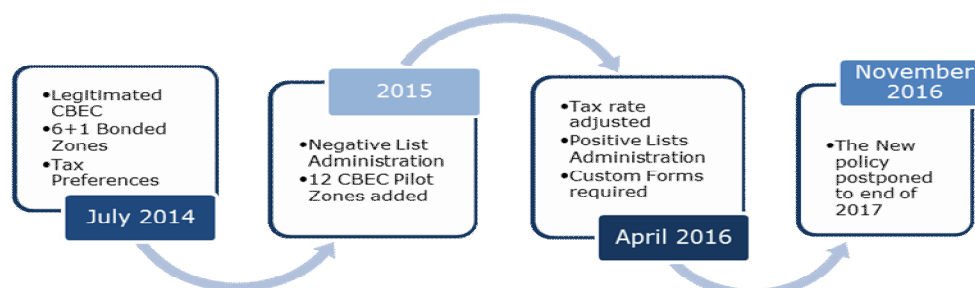 •Legitimated
CBEC
•6+1 Bonded
Zones
•Tax
Preferences
July 2014
2015
•Negative List
Administration
•12 CBEC Pilot
Zones added
•Tax rate
adjusted
•Positive Lists
Administration
•Custom Forms
required
April 2016
November
2016
•The New
policy
postponed
to end of
2017